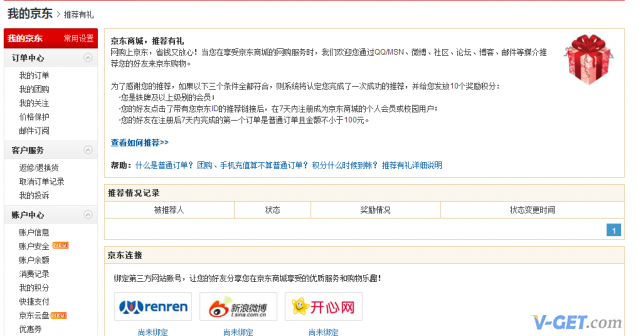 我的京东 > 推荐有礼
我的京东 常用设置
订单中心
我的订单
我的团购
我的关注
价格保护
邮件订阅
客户服务
返修/退换货
取消订单记录
我的投诉
账户中心
账户信息
账户安全
账户余额
消费记录
我的积分
快捷支付
京东云盘
优惠券
京东商城，推荐有礼
网购上京东，省钱又放心！当您在享受京东商城的网购服务时，我们欢迎您通过QQ/MSN、微博、社区、论坛、博客、邮件等媒介推
荐您的好友来京东购物。
为了感谢您的推荐，如果以下三个条件全都符合，则系统将认定您完成了一次成功的推荐，并给您发放10个奖励积分：
·您是铁牌及以上级别的会员；
·您的好友点击了带有您京东ID的推荐链接后，在7天内注册成为京东商城的个人会员或校园用户；
·您的好友在注册后7天内完成的第一个订单是普通订单且金额不小于100元。
查看如何推荐>>
帮助：什么是普通订单？ 团购、手机充值算不算普通订单？ 积分什么时候到帐？ 推荐有礼详细说明
推荐情况记录
被推荐人 状态 奖励情况 状态变更时间
1
京东连接
绑定第三方网站账号，让您的好友分享您在京东商城享受的优质服务和购物乐趣！
renren 新浪微博 t.sina.com.cn 开心网
尚未绑定 尚未绑定 尚未绑定
V-GET.com